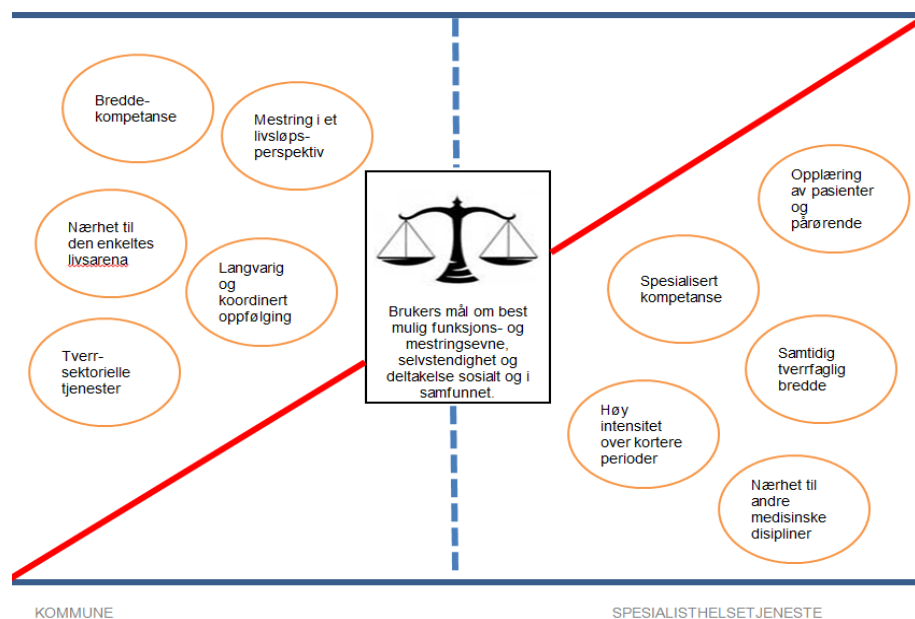 Bredde-
kompetanse
Mestring i et
livsløps-
perspektiv
Nærhet til
den enkeltes
livsarena
Langvarig
og
koordinert
oppfølging
Tverr-
sektorielle
tjenester
Brukers mål om best
mulig funksjons- og
mestringsevne,
selvstendighet og
deltakelse sosialt og i
samfunnet.
Opplæring
av pasienter
og
pårørende
Spesialisert
kompetanse
Samtidig
tverrfaglig
bredde
Høy
intensitet
over kortere
perioder
Nærhet til
andre
medisinske
disipliner
KOMMUNE
SPESIALISTHELSETJENESTE